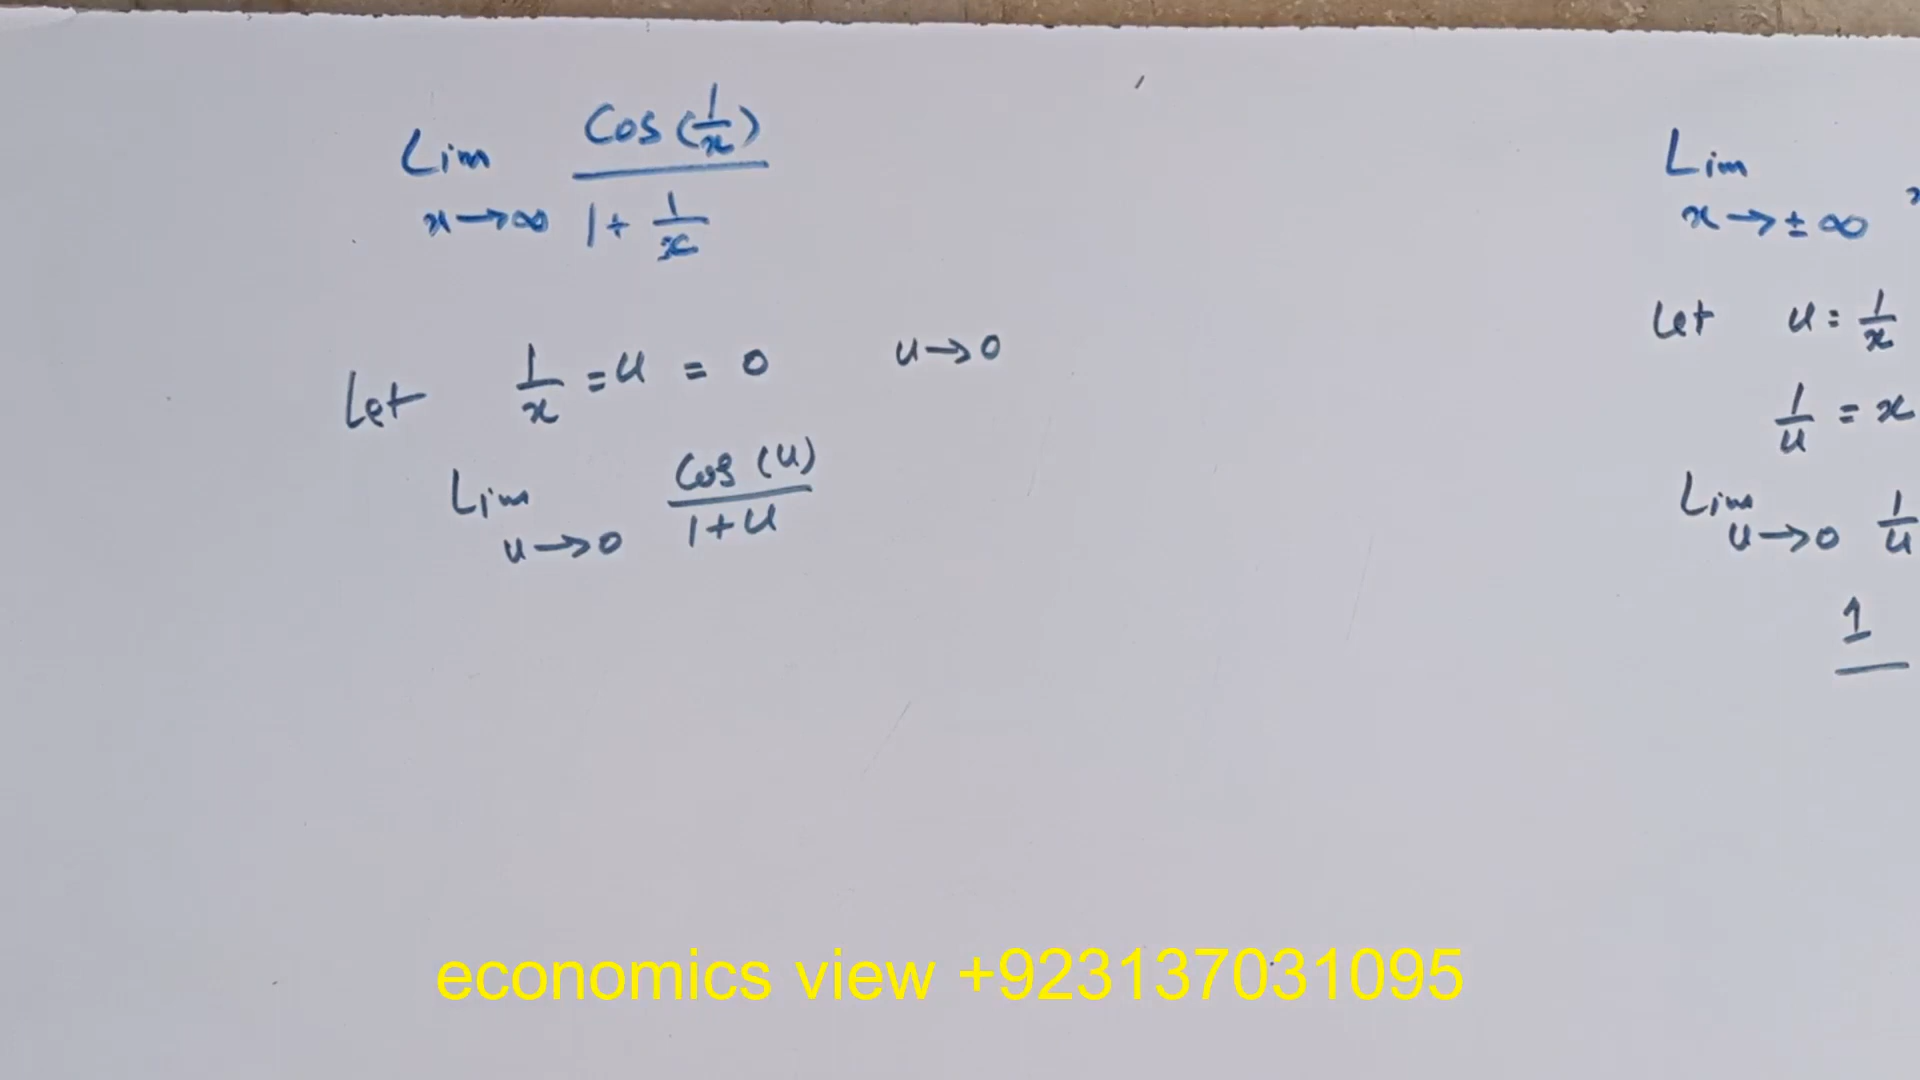 Lim x→∞ Cos(1/x) / 1 + 1/x
Let 1/x = u = 0 u→0
Lim u→0 Cos(u) / 1+u
Lim x→±∞
Let u = 1/x
1/u = x
Lim u→0 1/u
1
economics view +923137031095